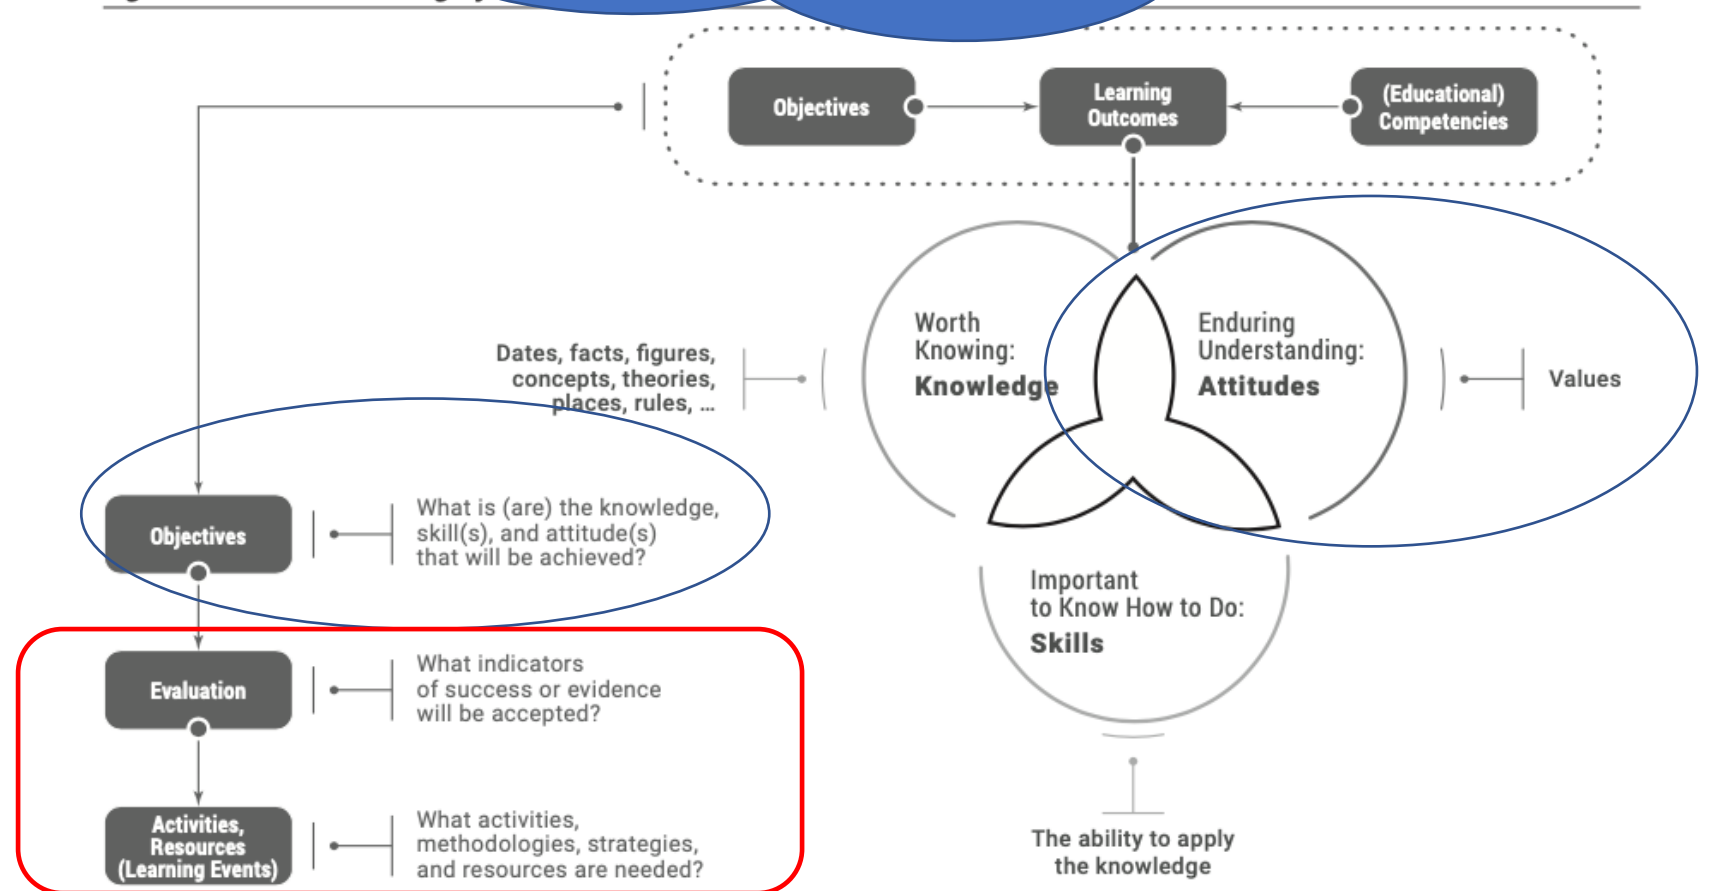 Objectives
Learning
Outcomes
(Educational)
Competencies
Worth
Knowing:
Knowledge
Enduring
Understanding:
Attitudes
Dates, facts, figures,
concepts, theories,
places, rules, ...
Values
Objectives
What is (are) the knowledge,
skill(s), and attitude(s)
that will be achieved?
Important
to Know How to Do:
Skills
Evaluation
What indicators
of success or evidence
will be accepted?
Activities,
Resources
(Learning Events)
What activities,
methodologies, strategies,
and resources are needed?
The ability to apply
the knowledge